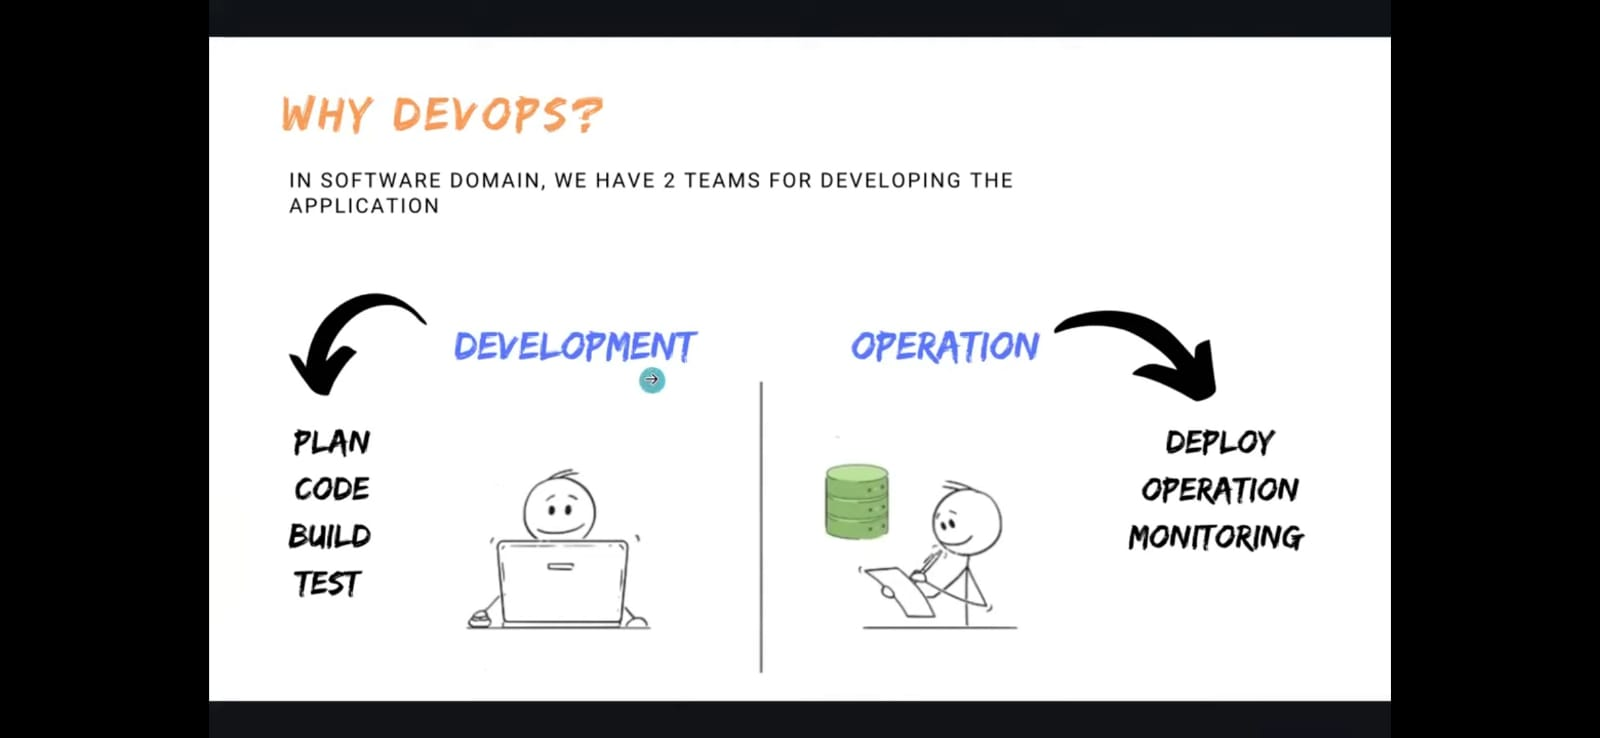 WHY DEVOPS?
IN SOFTWARE DOMAIN, WE HAVE 2 TEAMS FOR DEVELOPING THE
APPLICATION
DEVELOPMENT
PLAN
CODE
BUILD
TEST
OPERATION
DEPLOY
OPERATION
MONITORING